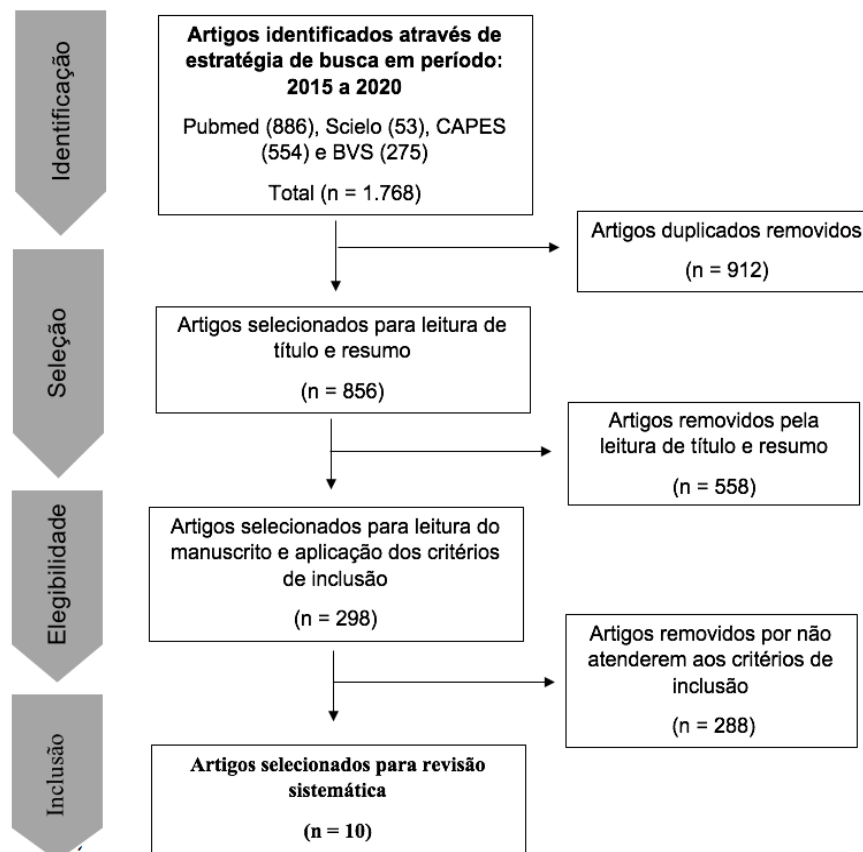 Identificação
Artigos identificados através de
estratégia de busca em período:
2015 a 2020
Pubmed (886), Scielo (53), CAPES
(554) e BVS (275)
Total (n = 1.768)
Artigos duplicados removidos
(n = 912)
Seleção
Artigos selecionados para leitura de
título e resumo
(n = 856)
Artigos removidos pela
leitura de título e resumo
(n = 558)
Elegibilidade
Artigos selecionados para leitura do
manuscrito e aplicação dos critérios
de inclusão
(n = 298)
Artigos removidos por não
atenderem aos critérios de
inclusão
(n = 288)
Inclusão
Artigos selecionados para revisão
sistemática
(n = 10)